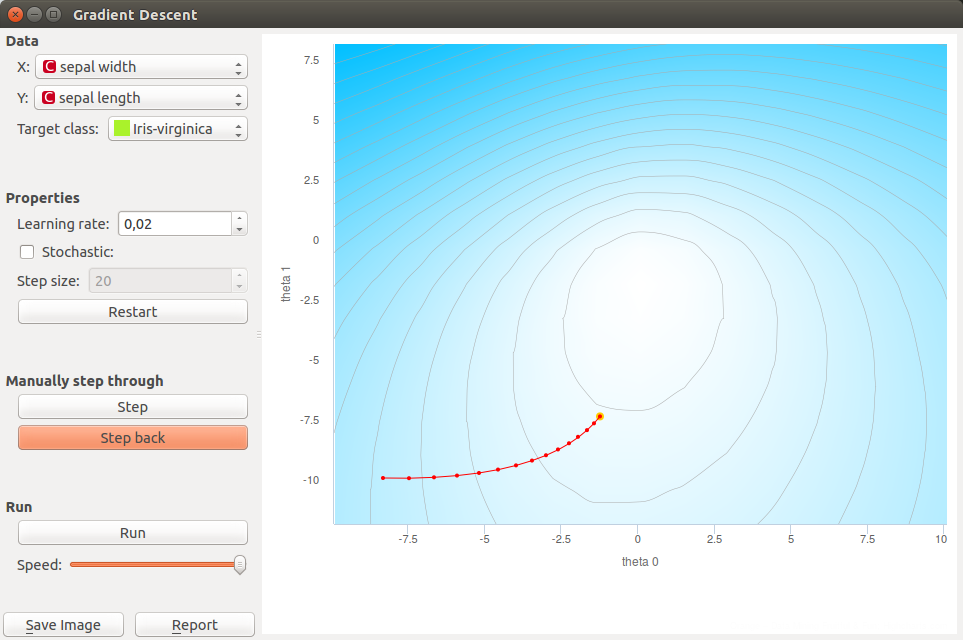 Gradient Descent
Data
X: C sepal width
Y: C sepal length
Target class: Iris-virginica
Properties
Learning rate: 0,02
Stochastic:
Step size: 20
Restart
Manually step through
Step
Step back
Run
Run
Speed:
Save Image Report
7.5
5
2.5
0
-2.5
-5
-7.5
-10
theta 1
-7.5 -5 -2.5 0 2.5 5 7.5 10
theta 0